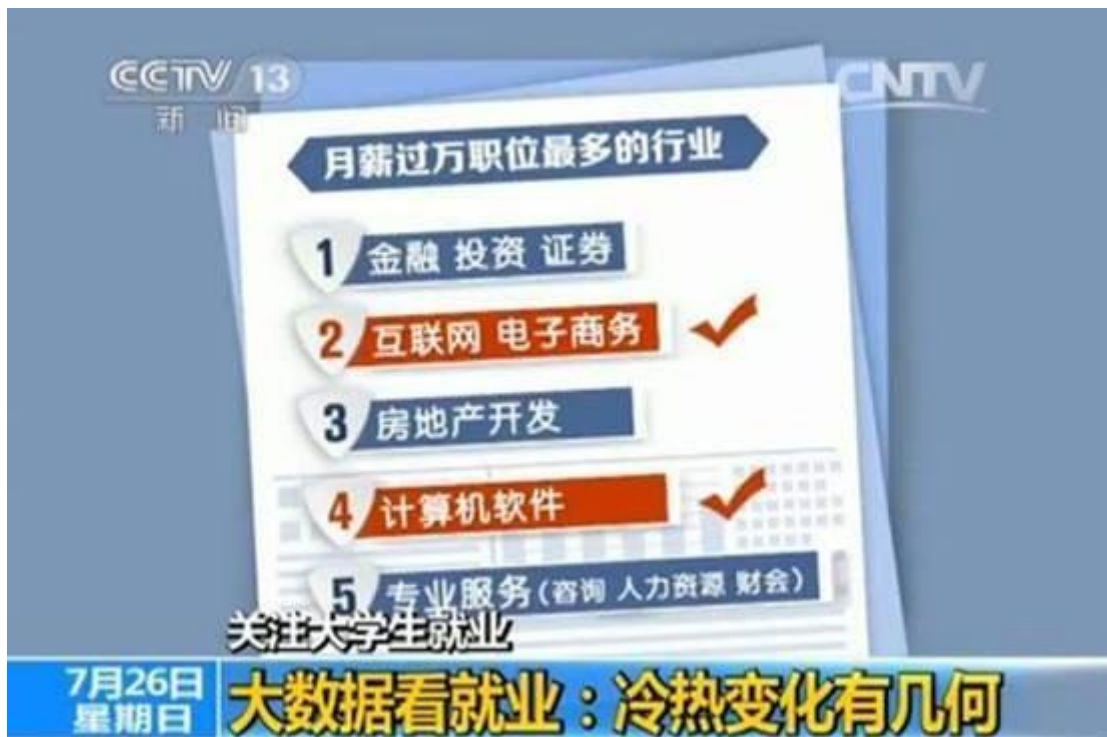 CCTV 13
新闻
CNTV
月薪过万职位最多的行业
1 金融 投资 证券
2 互联网 电子商务
3 房地产开发
4 计算机软件
5 专业服务(咨询 人力资源 财会)
关注大学生就业
7月26日
星期日
大数据看就业：冷热变化有几何